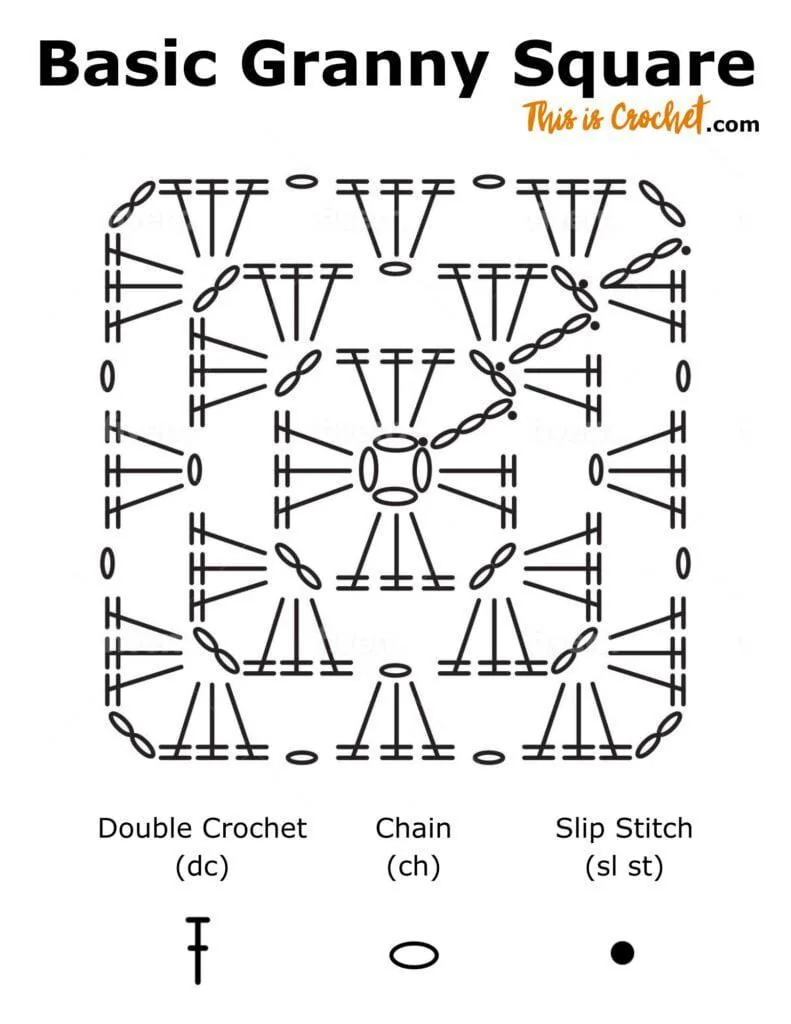 Basic Granny Square
This is Crochet.com
Double Crochet
(dc)
Chain
(ch)
Slip Stitch
(sl st)